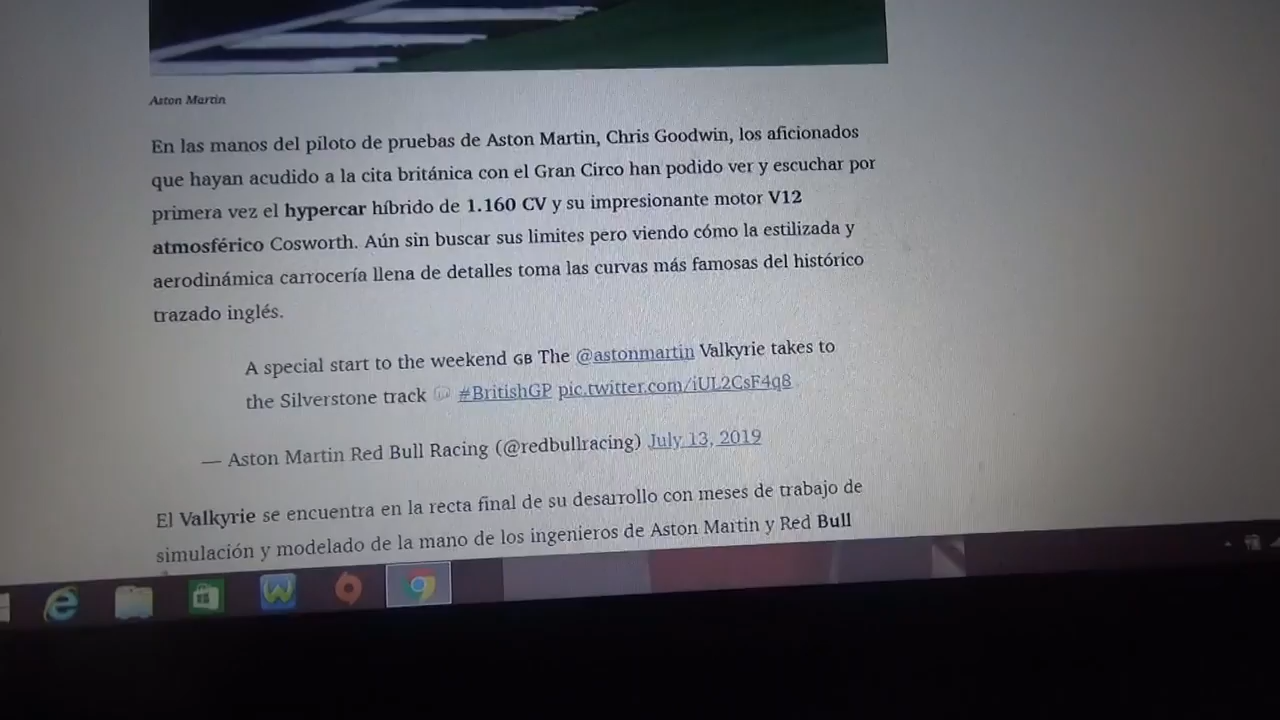 Aston Martin
En las manos del piloto de pruebas de Aston Martin, Chris Goodwin, los aficionados
que hayan acudido a la cita británica con el Gran Circo han podido ver y escuchar por
primera vez el hypercar híbrido de 1.160 CV y su impresionante motor V12
atmosférico Cosworth. Aún sin buscar sus limites pero viendo cómo la estilizada y
aerodinámica carrocería llena de detalles toma las curvas más famosas del histórico
trazado inglés.
A special start to the weekend GB The @astonmartin Valkyrie takes to
the Silverstone track #BritishGP pic.twitter.com/iUL2CsF4q8
— Aston Martin Red Bull Racing (@redbullracing) July 13, 2019
El Valkyrie se encuentra en la recta final de su desarrollo con meses de trabajo de
simulación y modelado de la mano de los ingenieros de Aston Martin y Red Bull